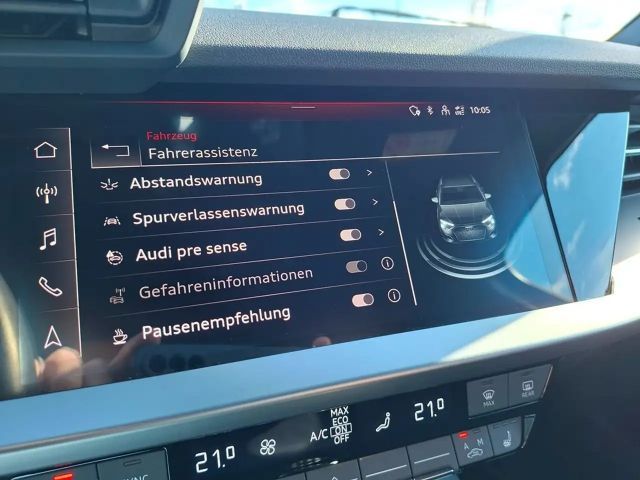 10:05
Fahrzeug
Fahrerassistenz
Abstandswarnung
Spurverlassenswarnung
Audi pre sense
Gefahreninformationen
Pausenempfehlung
21.0
A/C
MAX
ECO
ON
OFF
21.0
MAX
REAR
A
M
SYNC